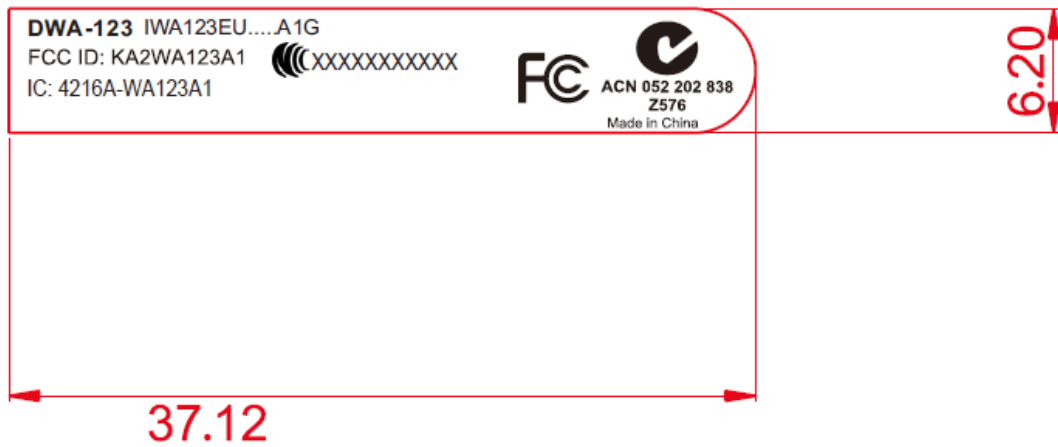 DWA-123 IWA123EU.....A1G
FCC ID: KA2WA123A1
XXXXXXXXXXX
IC: 4216A-WA123A1
FC
ACN 052 202 838
Z576
Made in China
6.20
37.12